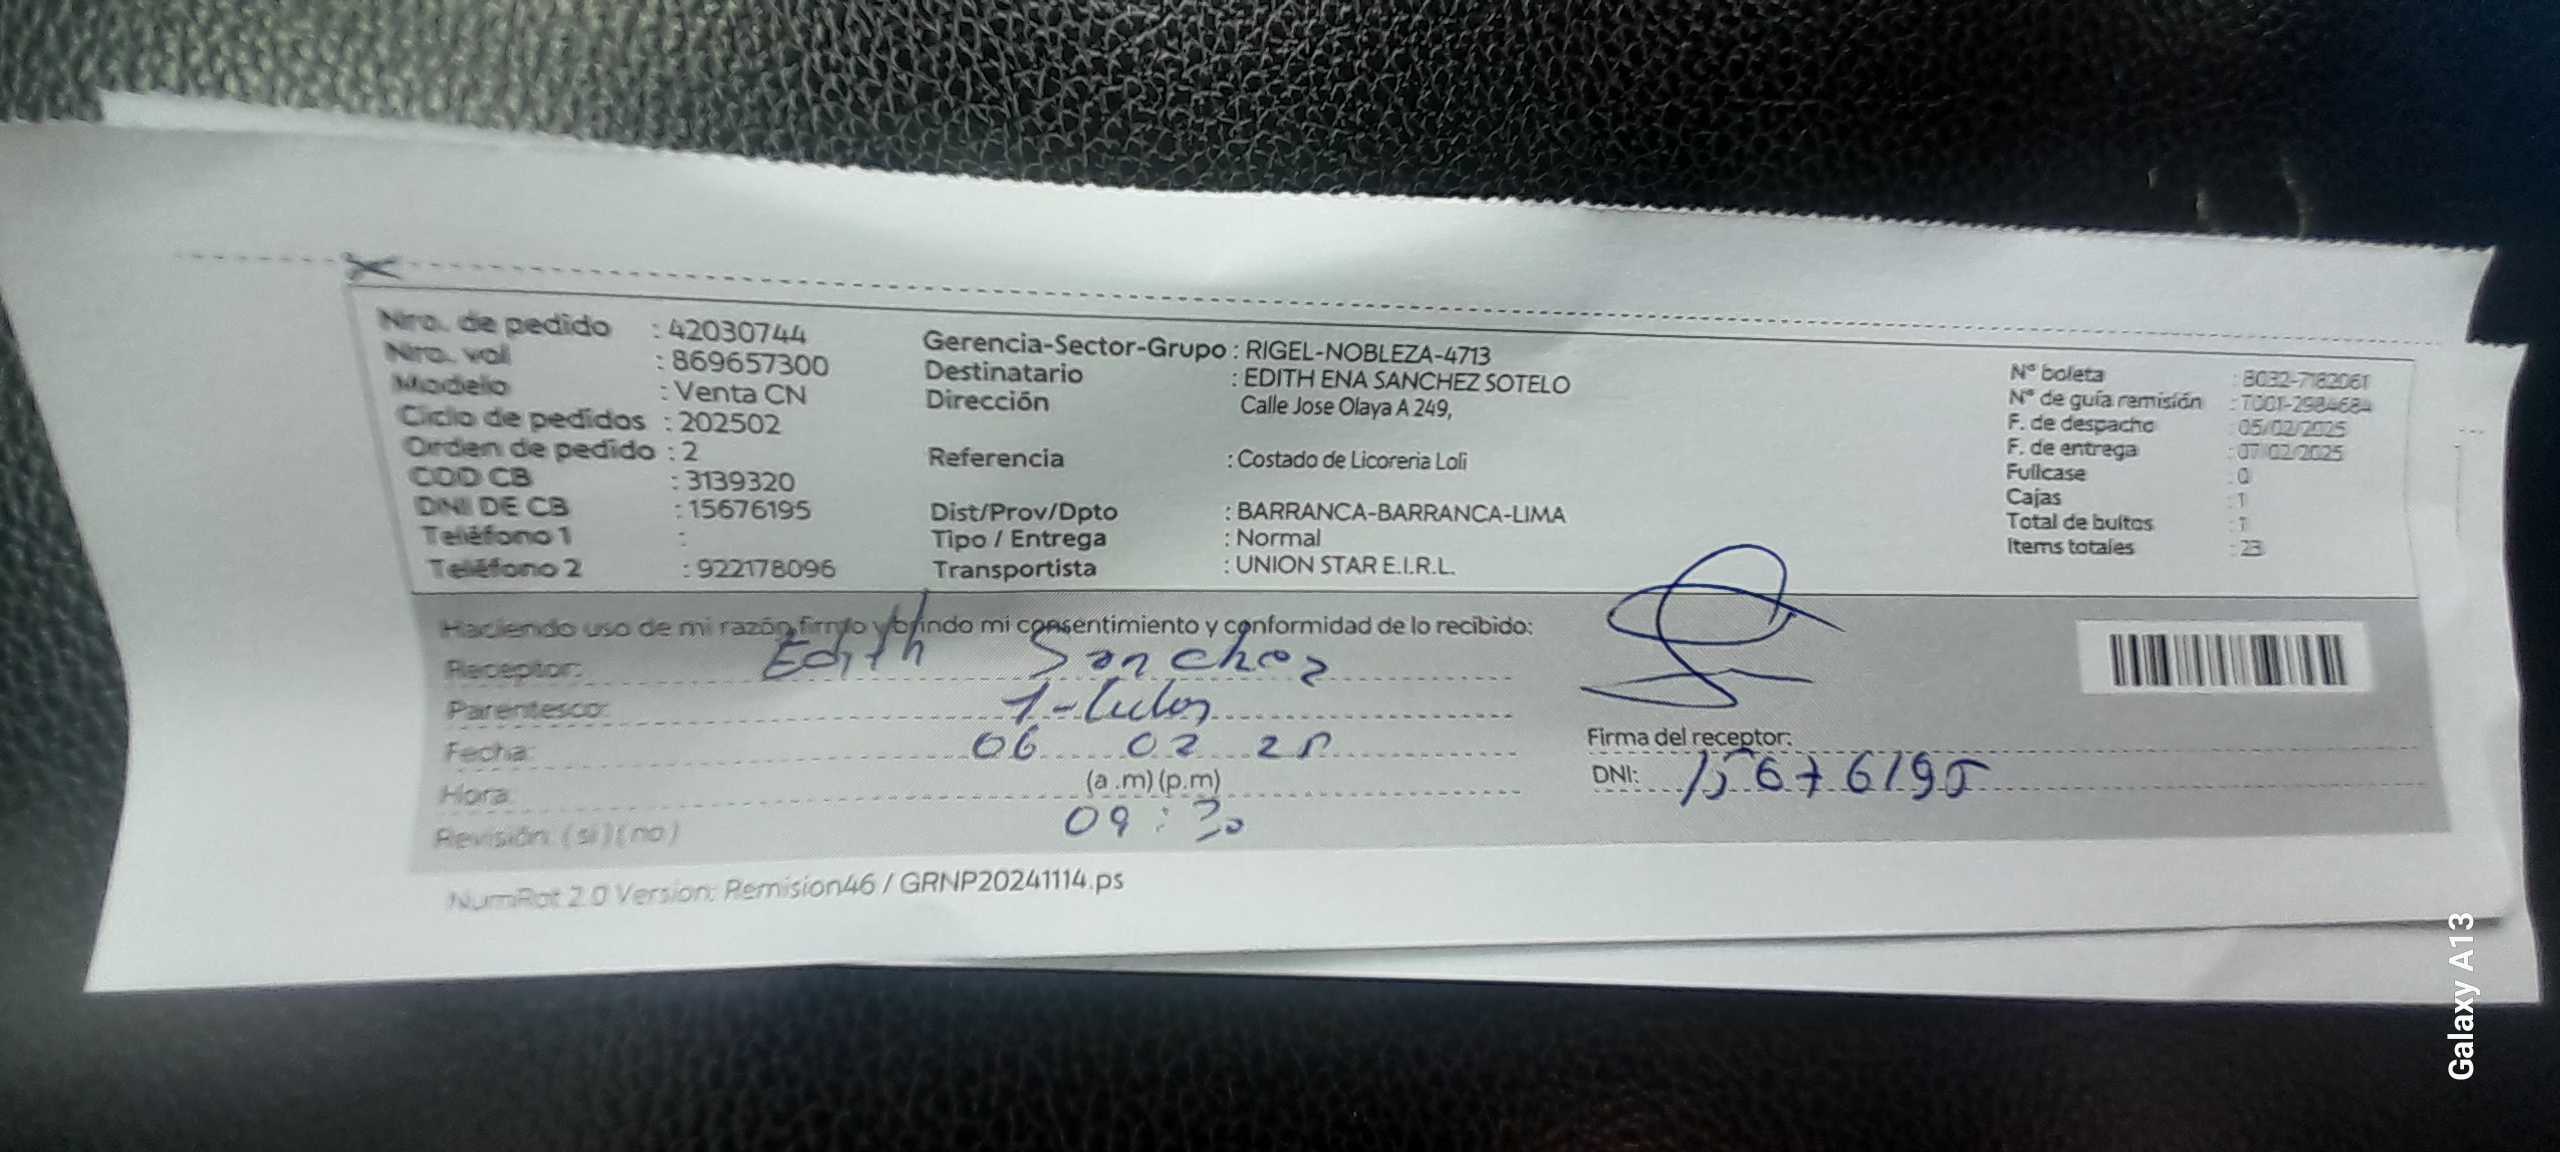 Nro. de pedido : 42030744
Nro. val : 869657300
Modelo : Venta CN
Ciclo de pedidos : 202502
Orden de pedido : 2
COD CB : 3139320
DNI DE CB : 15676195
Teléfono 1 :
Teléfono 2 : 922178096
Gerencia-Sector-Grupo : RIGEL-NOBLEZA-4713
Destinatario : EDITH ENA SANCHEZ SOTELO
Dirección Calle Jose Olaya A 249,
Referencia : Costado de Licoreria Loli
Dist/Prov/Dpto : BARRANCA-BARRANCA-LIMA
Tipo / Entrega : Normal
Transportista : UNION STAR E.I.R.L.
N° boleta : B032-7182061
N° de guía remisión : T001-2984684
F. de despacho : 05/02/2025
F. de entrega : 07/02/2025
Fullcase : 0
Cajas : 1
Total de bultos : 1
Items totales : 23
Haciendo uso de mi razón firmo y brindo mi consentimiento y conformidad de lo recibido:
Receptor: Edith Sanchez
Parentesco:
Fecha: 06 02 25
Hora: (a .m) (p.m)
09 : 30
Revisión: ( si ) ( no )
Firma del receptor:
DNI: 15676195
NumRot 2.0 Version: Remision46 / GRNP20241114.ps
Galaxy A13